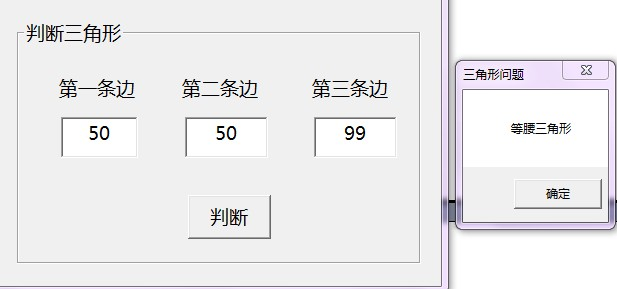 判断三角形
第一条边 第二条边 第三条边
50 50 99
判断
三角形问题
等腰三角形
确定